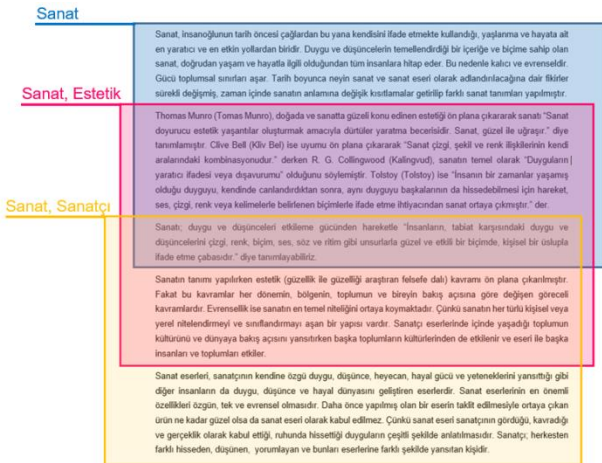 Sanat
Sanat, insanoğlunun tarih öncesi çağlardan bu yana kendisini ifade etmekte kullandığı, yaşlanma ve hayata ait
en yaratıcı ve en etkin yollardan biridir. Duygu ve düşüncelerin temellendirdiği bir içeriğe ve biçime sahip olan
sanat, doğrudan yaşam ve hayatla ilgili olduğundan tüm insanlara hitap eder. Bu nedenle kalıcı ve evrenseldir.
Gücü toplumsal sınırları aşar. Tarih boyunca neyin sanat ve sanat eseri olarak adlandırılacağına dair fikirler
sürekli değişmiş, zaman içinde sanatın anlamına değişik kısıtlamalar getirilip farklı sanat tanımları yapılmıştır.
Sanat, Estetik
Thomas Munro (Tomas Munro), doğada ve sanatta güzeli konu edinen estetiği ön plana çıkararak sanatı “Sanat
doyurucu estetik yaşantılar oluşturmak amacıyla dürtüler yaratma becerisidir. Sanat, güzel ile uğraşır.” diye
tanımlamıştır. Clive Bell (Kliv Bel) ise uyumu ön plana çıkararak “Sanat çizgi, şekil ve renk ilişkilerinin kendi
aralarındaki kombinasyonudur.” derken R. G. Collingwood (Kalingvud), sanatın temel olarak “Duyguların
yaratıcı ifadesi veya dışavurumu” olduğunu söylemiştir. Tolstoy (Tolstoy) ise “İnsanın bir zamanlar yaşamış
olduğu duyguyu, kendinde canlandırdıktan sonra, aynı duyguyu başkalarının da hissedebilmesi için hareket,
ses, çizgi, renk veya kelimelerle belirlenen biçimlerle ifade etme ihtiyacından sanat ortaya çıkmıştır.” der.
Sanat, Sanatçı
Sanatı; duygu ve düşünceleri etkileme gücünden hareketle “İnsanların, tabiat karşısındaki duygu ve
düşüncelerini çizgi, renk, biçim, ses, söz ve ritim gibi unsurlarla güzel ve etkili bir biçimde, kişisel bir üslupla
ifade etme çabasıdır.” diye tanımlayabiliriz.
Sanatın tanımı yapılırken estetik (güzellik ile güzelliği araştıran felsefe dalı) kavramı ön plana çıkarılmıştır.
Fakat bu kavramlar her dönemin, bölgenin, toplumun ve bireyin bakış açısına göre değişen göreceli
kavramlardır. Evrensellik ise sanatın en temel niteliğini ortaya koymaktadır. Çünkü sanatın her türlü kişisel veya
yerel nitelendirmeyi ve sınıflandırmayı aşan bir yapısı vardır. Sanatçı eserlerinde içinde yaşadığı toplumun
kültürünü ve dünyaya bakış açısını yansıtırken başka toplumların kültürlerinden de etkilenir ve eseri ile başka
insanları ve toplumları etkiler.
Sanat eserleri, sanatçının kendine özgü duygu, düşünce, heyecan, hayal gücü ve yeteneklerini yansıttığı gibi
diğer insanların da duygu, düşünce ve hayal dünyasını geliştiren eserlerdir. Sanat eserlerinin en önemli
özellikleri özgün, tek ve evrensel olmasıdır. Daha önce yapılmış olan bir eserin taklit edilmesiyle ortaya çıkan
ürün ne kadar güzel olsa da sanat eseri olarak kabul edilmez. Çünkü sanat eseri sanatçının gördüğü, kavradığı
ve gerçeklik olarak kabul ettiği, ruhunda hissettiği duyguların çeşitli şekilde anlatılmasıdır. Sanatçı; herkesten
farklı hisseden, düşünen, yorumlayan ve bunları eserlerine farklı şekilde yansıtan kişidir.